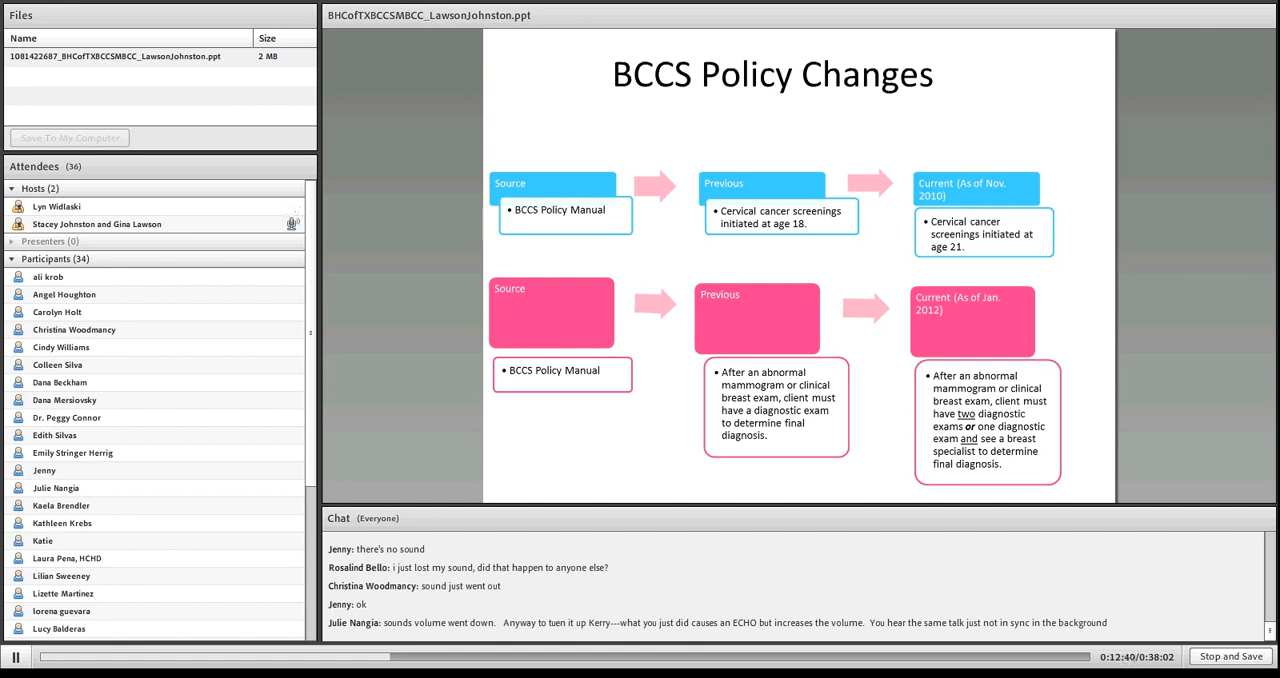 Files
Name
Size
1081422687_BHCofTXBCCSMBCC_LawsonJohnston.ppt
2 MB
Save To My Computer
Attendees (36)
Hosts (2)
Lyn Widlaski
Stacey Johnston and Gina Lawson
Presenters (0)
Participants (34)
ali krob
Angel Houghton
Carolyn Holt
Christina Woodmancy
Cindy Williams
Colleen Silva
Dana Beckham
Dana Mersiovsky
Dr. Peggy Connor
Edith Silvas
Emily Stringer Herrig
Jenny
Julie Nangia
Kaela Brendler
Kathleen Krebs
Katie
Laura Pena, HCHD
Lilian Sweeney
Lizette Martinez
lorena guevara
Lucy Balderas
BHCofTXBCCSMBCC_LawsonJohnston.ppt
BCCS Policy Changes
Source
• BCCS Policy Manual
Previous
• Cervical cancer screenings
initiated at age 18.
Current (As of Nov.
2010)
• Cervical cancer
screenings initiated at
age 21.
Source
• BCCS Policy Manual
Previous
• After an abnormal
mammogram or clinical
breast exam, client must
have a diagnostic exam
to determine final
diagnosis.
Current (As of Jan.
2012)
• After an abnormal
mammogram or clinical
breast exam, client must
have two diagnostic
exams or one diagnostic
exam and see a breast
specialist to determine
final diagnosis.
Chat (Everyone)
Jenny: there's no sound
Rosalind Bello: i just lost my sound, did that happen to anyone else?
Christina Woodmancy: sound just went out
Jenny: ok
Julie Nangia: sounds volume went down. Anyway to tuen it up Kerry---what you just did causes an ECHO but increases the volume. You hear the same talk just not in sync in the background
0:12:40/0:38:02
Stop and Save